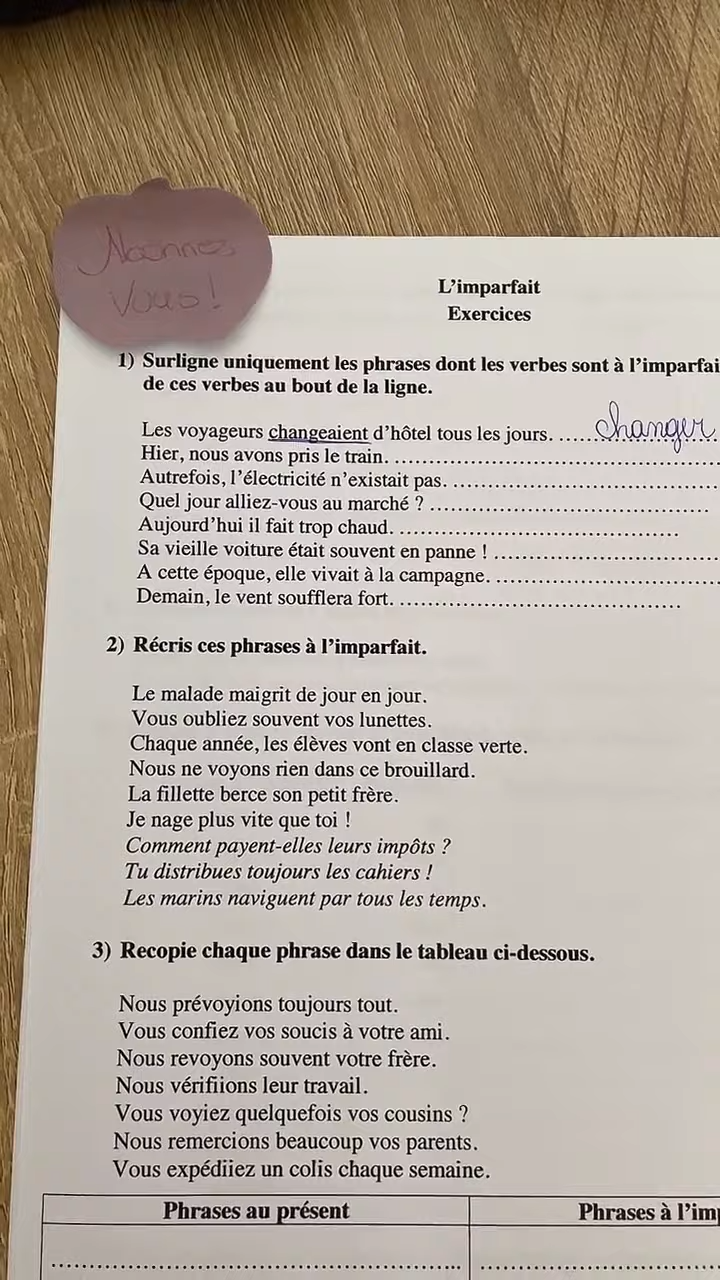 Abonnez
Vous!
L'imparfait
Exercices
1) Surligne uniquement les phrases dont les verbes sont à l'imparfai
de ces verbes au bout de la ligne.
Les voyageurs changeaient d'hôtel tous les jours. ......changer
Hier, nous avons pris le train. ............................................................
Autrefois, l'électricité n'existait pas. ................................................
Quel jour alliez-vous au marché ? ..................................................
Aujourd'hui il fait trop chaud. ..................................................
Sa vieille voiture était souvent en panne ! ........................................
A cette époque, elle vivait à la campagne. ........................................
Demain, le vent soufflera fort. ..................................................
2) Récris ces phrases à l'imparfait.
Le malade maigrit de jour en jour.
Vous oubliez souvent vos lunettes.
Chaque année, les élèves vont en classe verte.
Nous ne voyons rien dans ce brouillard.
La fillette berce son petit frère.
Je nage plus vite que toi !
Comment payent-elles leurs impôts ?
Tu distribues toujours les cahiers !
Les marins naviguent par tous les temps.
3) Recopie chaque phrase dans le tableau ci-dessous.
Nous prévoyions toujours tout.
Vous confiez vos soucis à votre ami.
Nous revoyons souvent votre frère.
Nous vérifiions leur travail.
Vous voyiez quelquefois vos cousins ?
Nous remercions beaucoup vos parents.
Vous expédiiez un colis chaque semaine.
Phrases au présent Phrases à l'imp